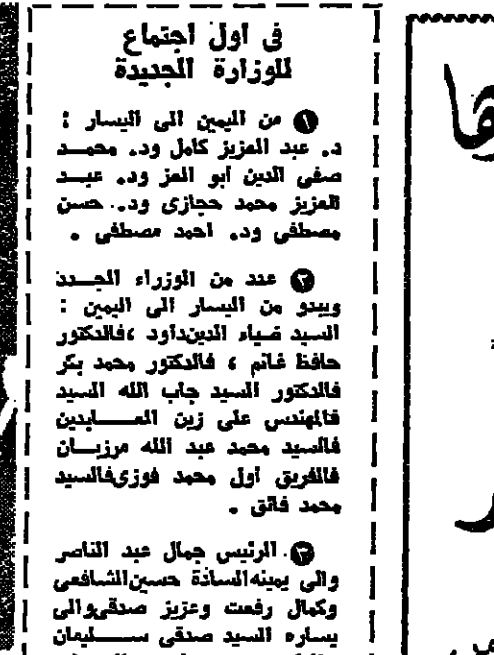 فى اول اجتماع
للوزارة الجديدة
١ من اليمين الى اليسار :
د. عبد العزيز كامل ود. محمد
صفى الدين أبو العز ود. عبد
العزيز محمد حجازى ود. حسن
مصطفى ود. احمد مصطفى .
٢ عدد من الوزراء الجدد
ويبدو من اليسار الى اليمين :
السيد ضياء الدين داود ، فالدكتور
حافظ غانم ، فالدكتور محمد بكر
فالدكتور السيد جاب الله السيد
فالمهندس على زين العابدين
فالسيد محمد عبد الله مرزبان
فالفريق أول محمد فوزى فالسيد
محمد فائق .
٣ . الرئيس جمال عبد الناصر
والى يمينه السادة حسين الشافعى
وكمال رفعت وعزيز صدقى والى
يساره السيد صدقى سليمان